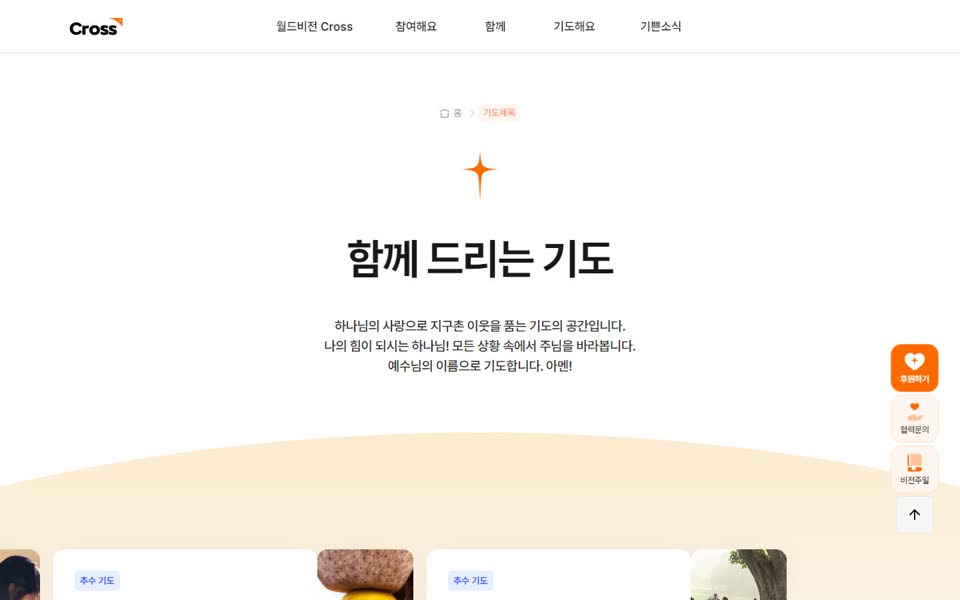 Cross
월드비전 Cross
참여해요
함께
기도해요
기쁜소식
홈
기도제목
함께 드리는 기도
하나님의 사랑으로 지구촌 이웃을 품는 기도의 공간입니다.
나의 힘이 되시는 하나님! 모든 상황 속에서 주님을 바라봅니다.
예수님의 이름으로 기도합니다. 아멘!
후원하기
협력문의
비전주일
추수 기도
추수 기도